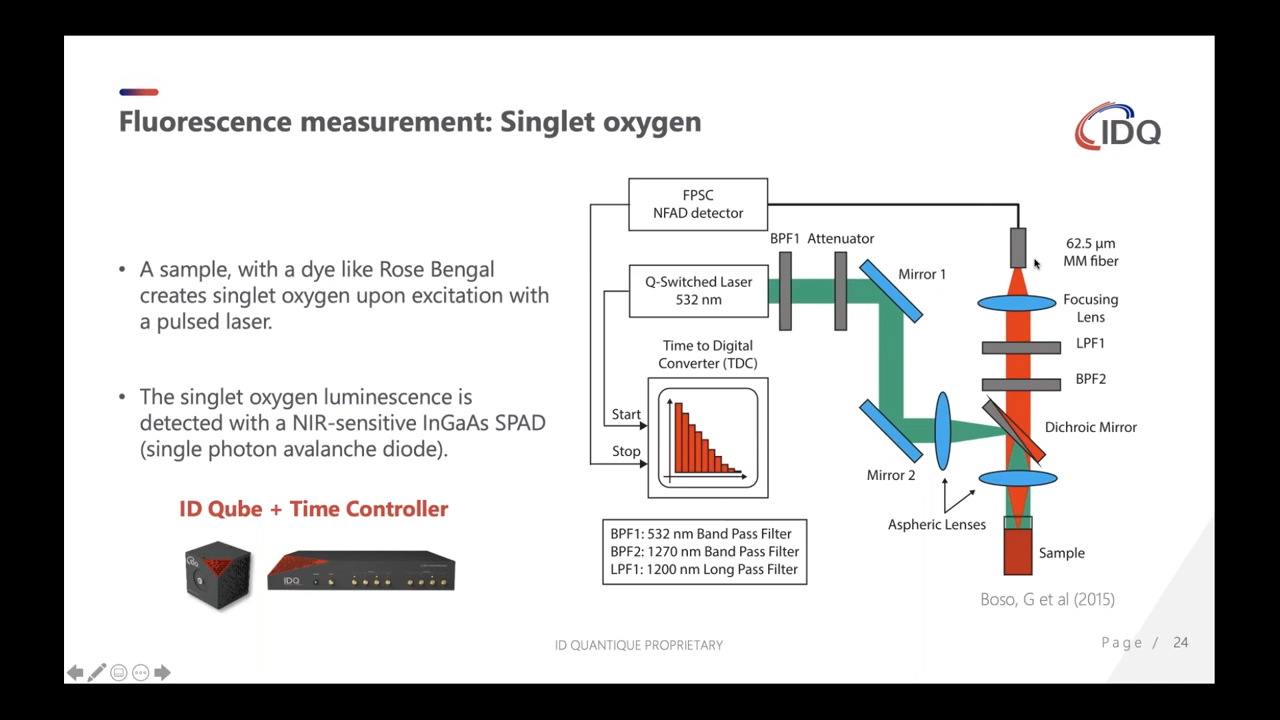 Fluorescence measurement: Singlet oxygen
IDQ
• A sample, with a dye like Rose Bengal
creates singlet oxygen upon excitation with
a pulsed laser.
• The singlet oxygen luminescence is
detected with a NIR-sensitive InGaAs SPAD
(single photon avalanche diode).
ID Qube + Time Controller
IDQ
IDQ
FPSC
NFAD detector
BPF1 Attenuator
Q-Switched Laser
532 nm
Mirror 1
62.5 µm
MM fiber
Focusing
Lens
LPF1
BPF2
Time to Digital
Converter (TDC)
Start
Stop
Dichroic Mirror
Mirror 2
Aspheric Lenses
Sample
BPF1: 532 nm Band Pass Filter
BPF2: 1270 nm Band Pass Filter
LPF1: 1200 nm Long Pass Filter
Boso, G et al (2015)
ID QUANTIQUE PROPRIETARY
Page / 24